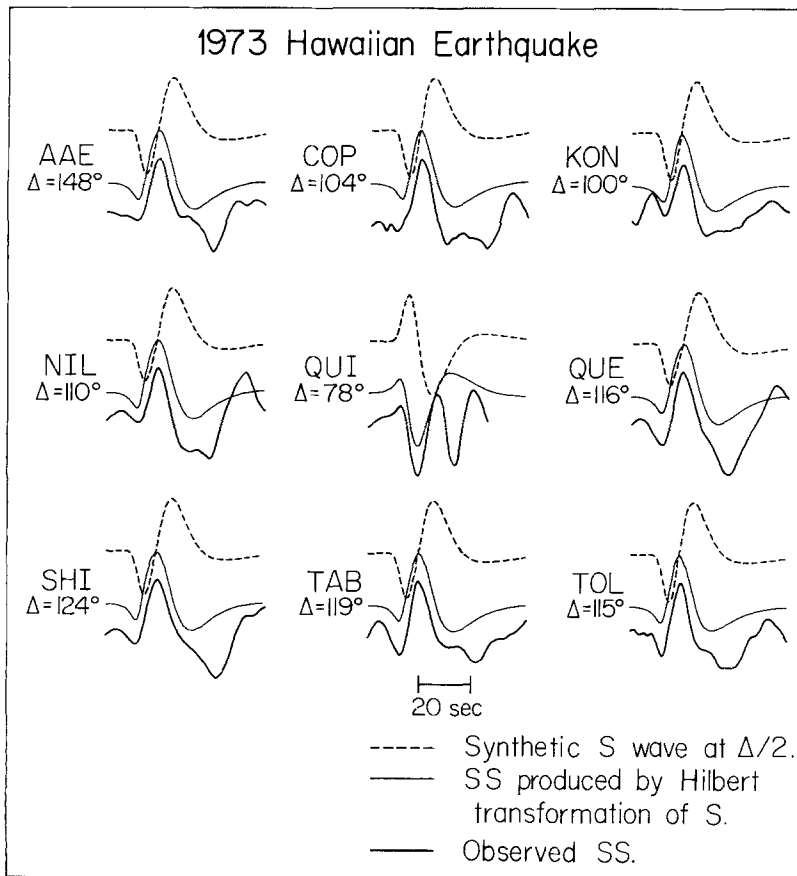 1973 Hawaiian Earthquake
AAE
Δ=148°
COP
Δ=104°
KON
Δ=100°
NIL
Δ=110°
QUI
Δ=78°
QUE
Δ=116°
SHI
Δ=124°
TAB
Δ=119°
TOL
Δ=115°
20 sec
Synthetic S wave at Δ/2.
SS produced by Hilbert
transformation of S.
Observed SS.